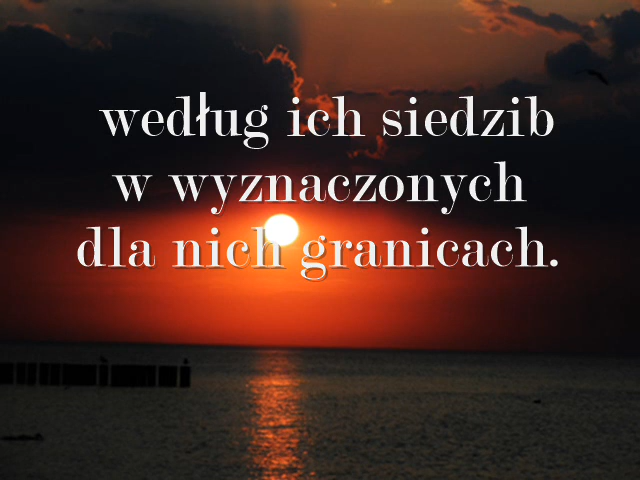 według ich siedzib
w wyznaczonych
dla nich granicach.